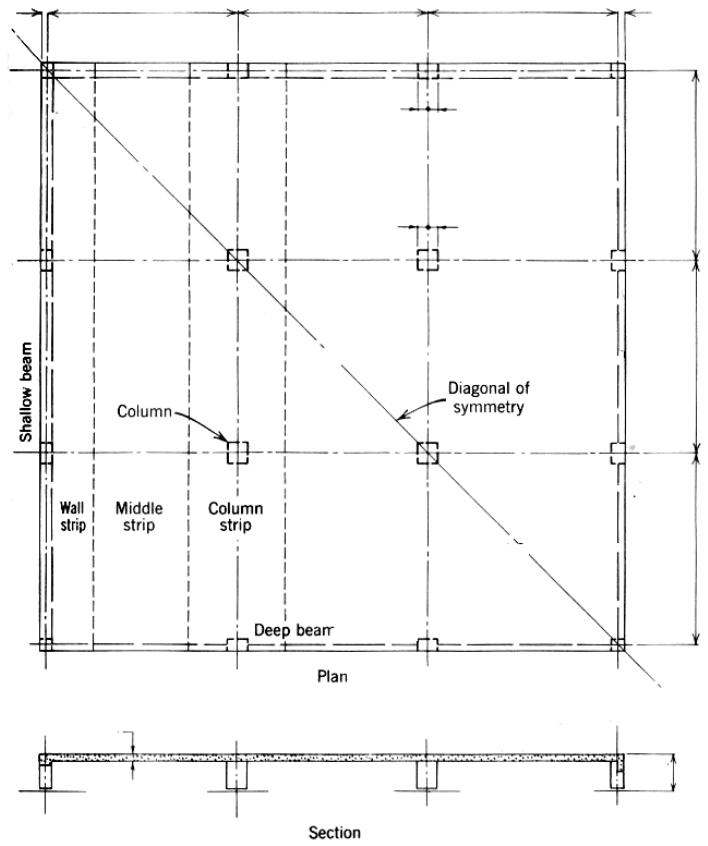 Shallow beam
Diagonal of
symmetry
Column
Wall
strip
Middle
strip
Column
strip
Deep beam
Plan
Section